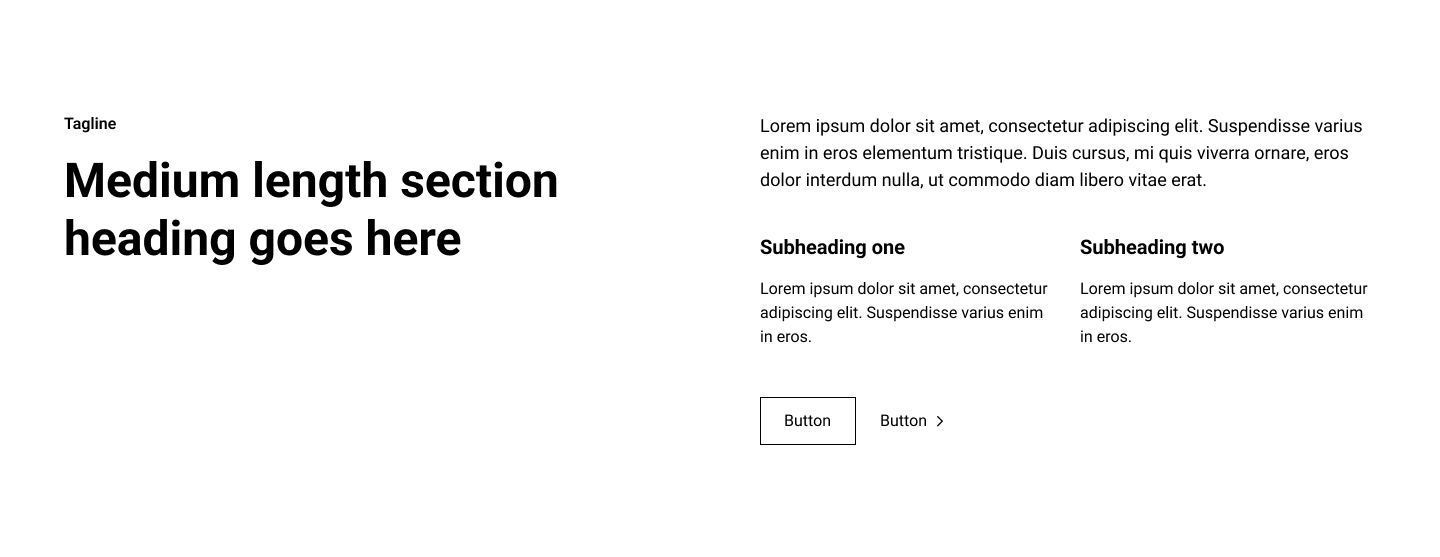 Tagline
Medium length section
heading goes here
Lorem ipsum dolor sit amet, consectetur adipiscing elit. Suspendisse varius
enim in eros elementum tristique. Duis cursus, mi quis viverra ornare, eros
dolor interdum nulla, ut commodo diam libero vitae erat.
Subheading one
Lorem ipsum dolor sit amet, consectetur
adipiscing elit. Suspendisse varius enim
in eros.
Subheading two
Lorem ipsum dolor sit amet, consectetur
adipiscing elit. Suspendisse varius enim
in eros.
Button
Button